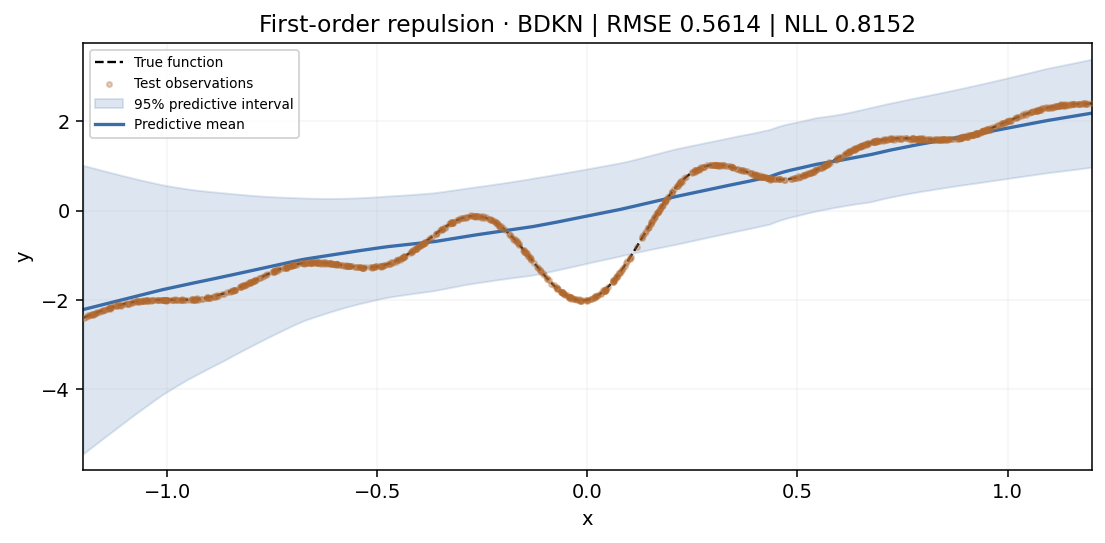 First-order repulsion · BDKN | RMSE 0.5614 | NLL 0.8152
True function
Test observations
95% predictive interval
Predictive mean
y
2
0
−2
−4
−1.0
−0.5
0.0
0.5
1.0
x